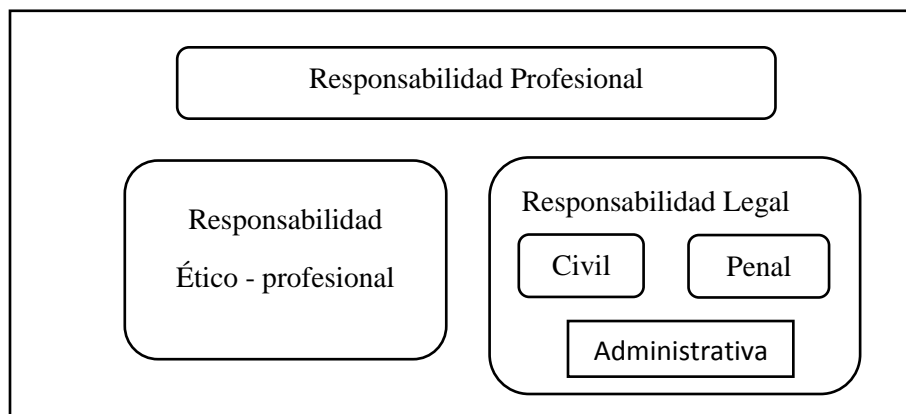 Responsabilidad Profesional
Responsabilidad
Ético - profesional
Responsabilidad Legal
Civil
Penal
Administrativa